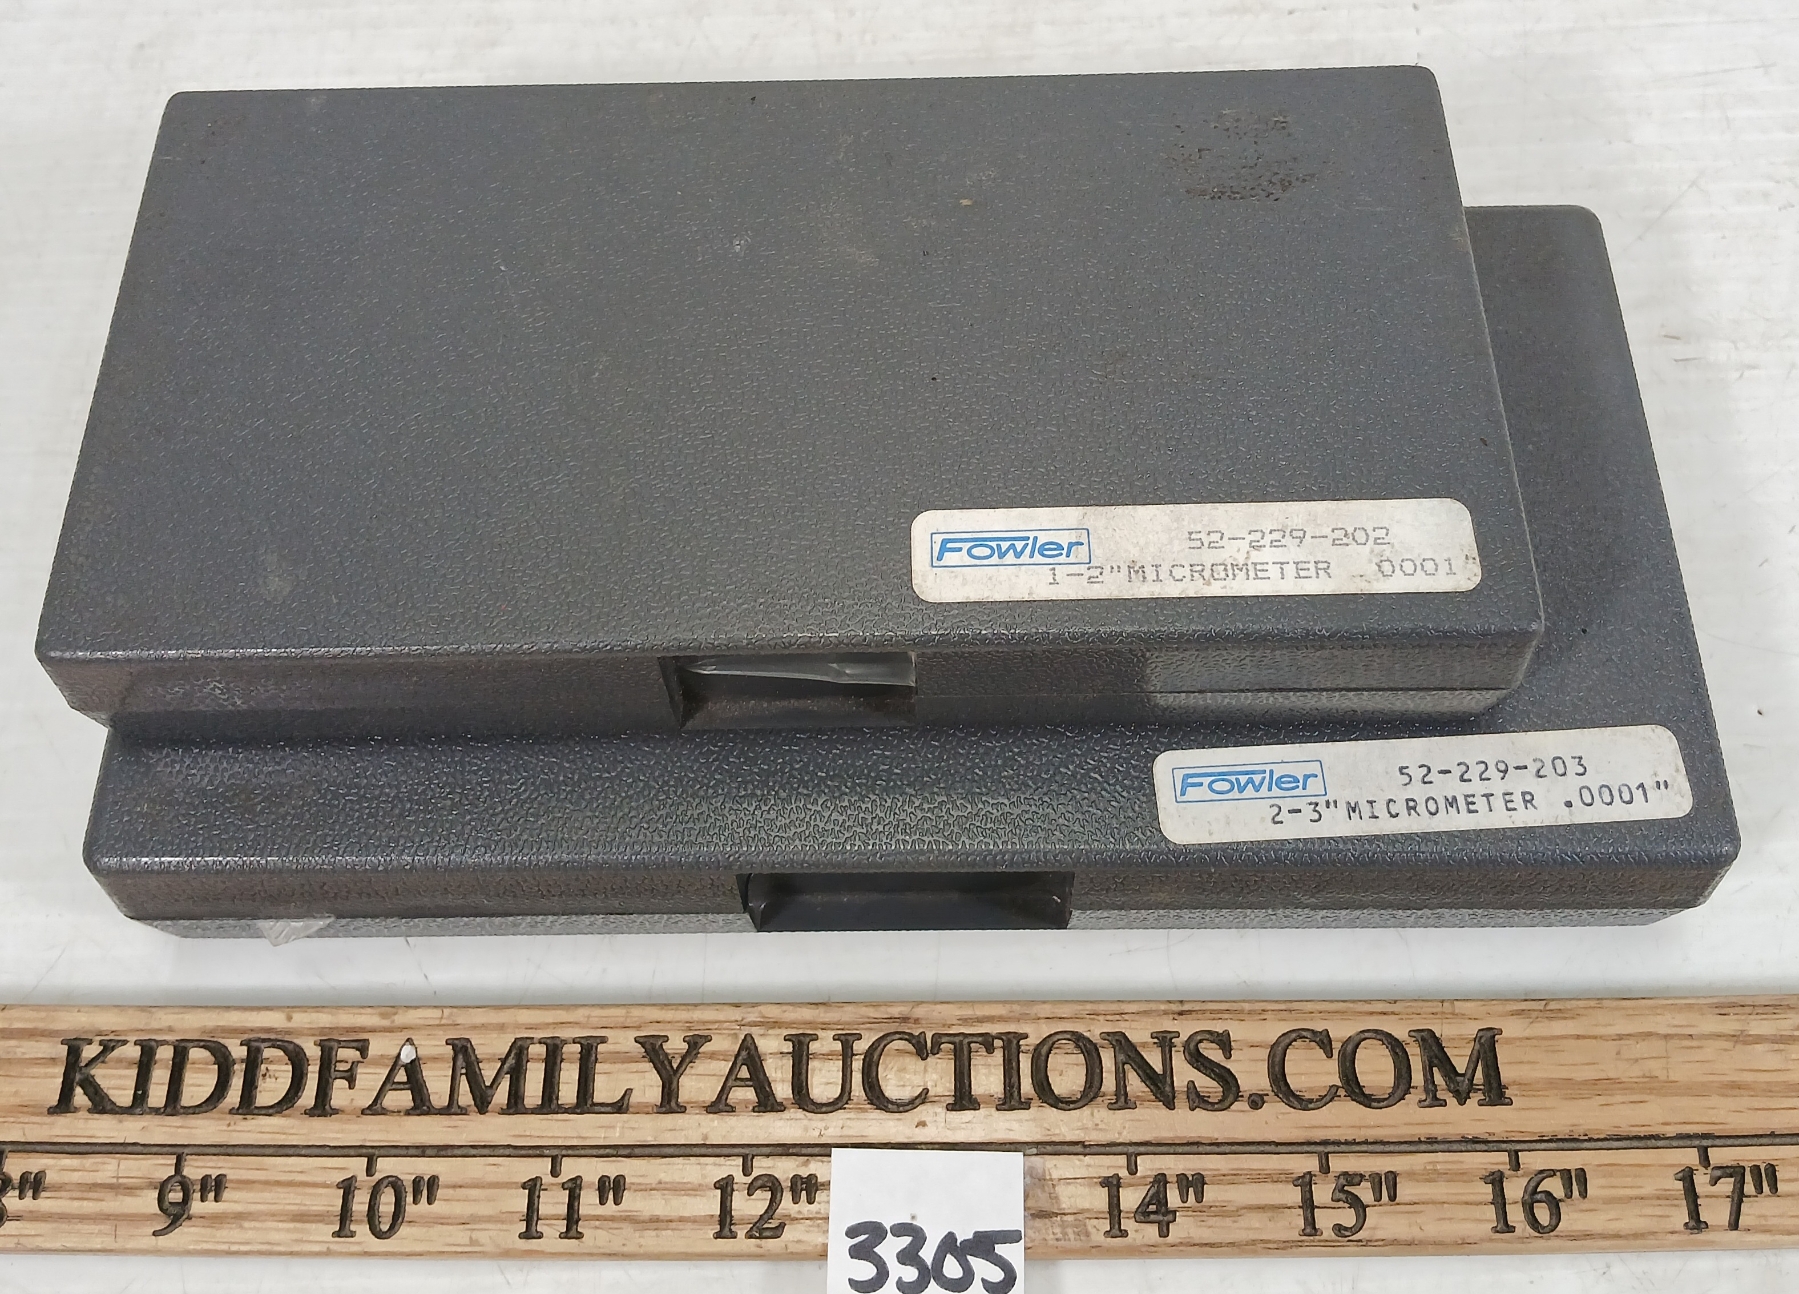 Fowler 52-229-202
1-2" MICROMETER .0001"
Fowler 52-229-203
2-3" MICROMETER .0001"
KIDDFAMILYAUCTIONS.COM
8" 9" 10" 11" 12" 14" 15" 16" 17"
3305